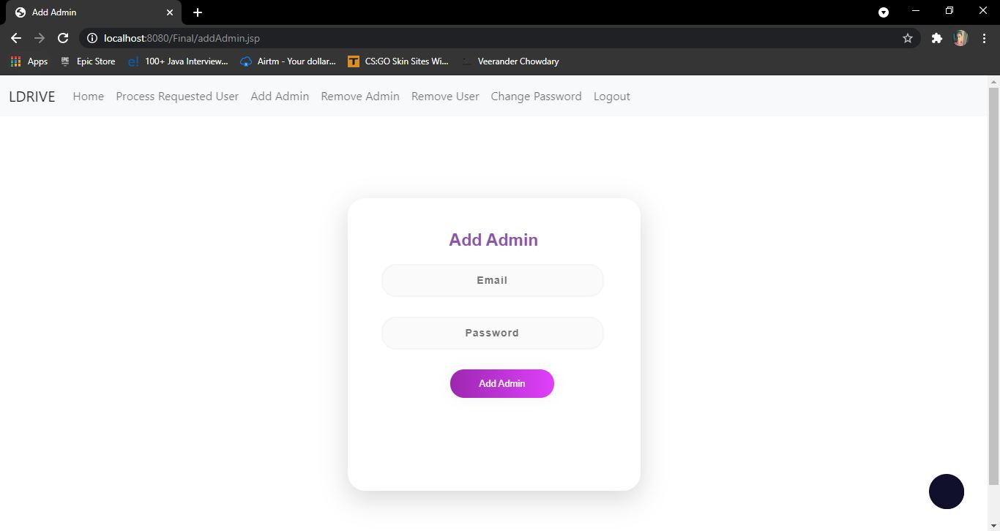 Add Admin
localhost:8080/Final/addAdmin.jsp
Apps EPIC Epic Store e! 100+ Java Interview... Airtm - Your dollar... T CS:GO Skin Sites Wi... Veerander Chowdary
LDRIVE Home Process Requested User Add Admin Remove Admin Remove User Change Password Logout
Add Admin
Email
Password
Add Admin